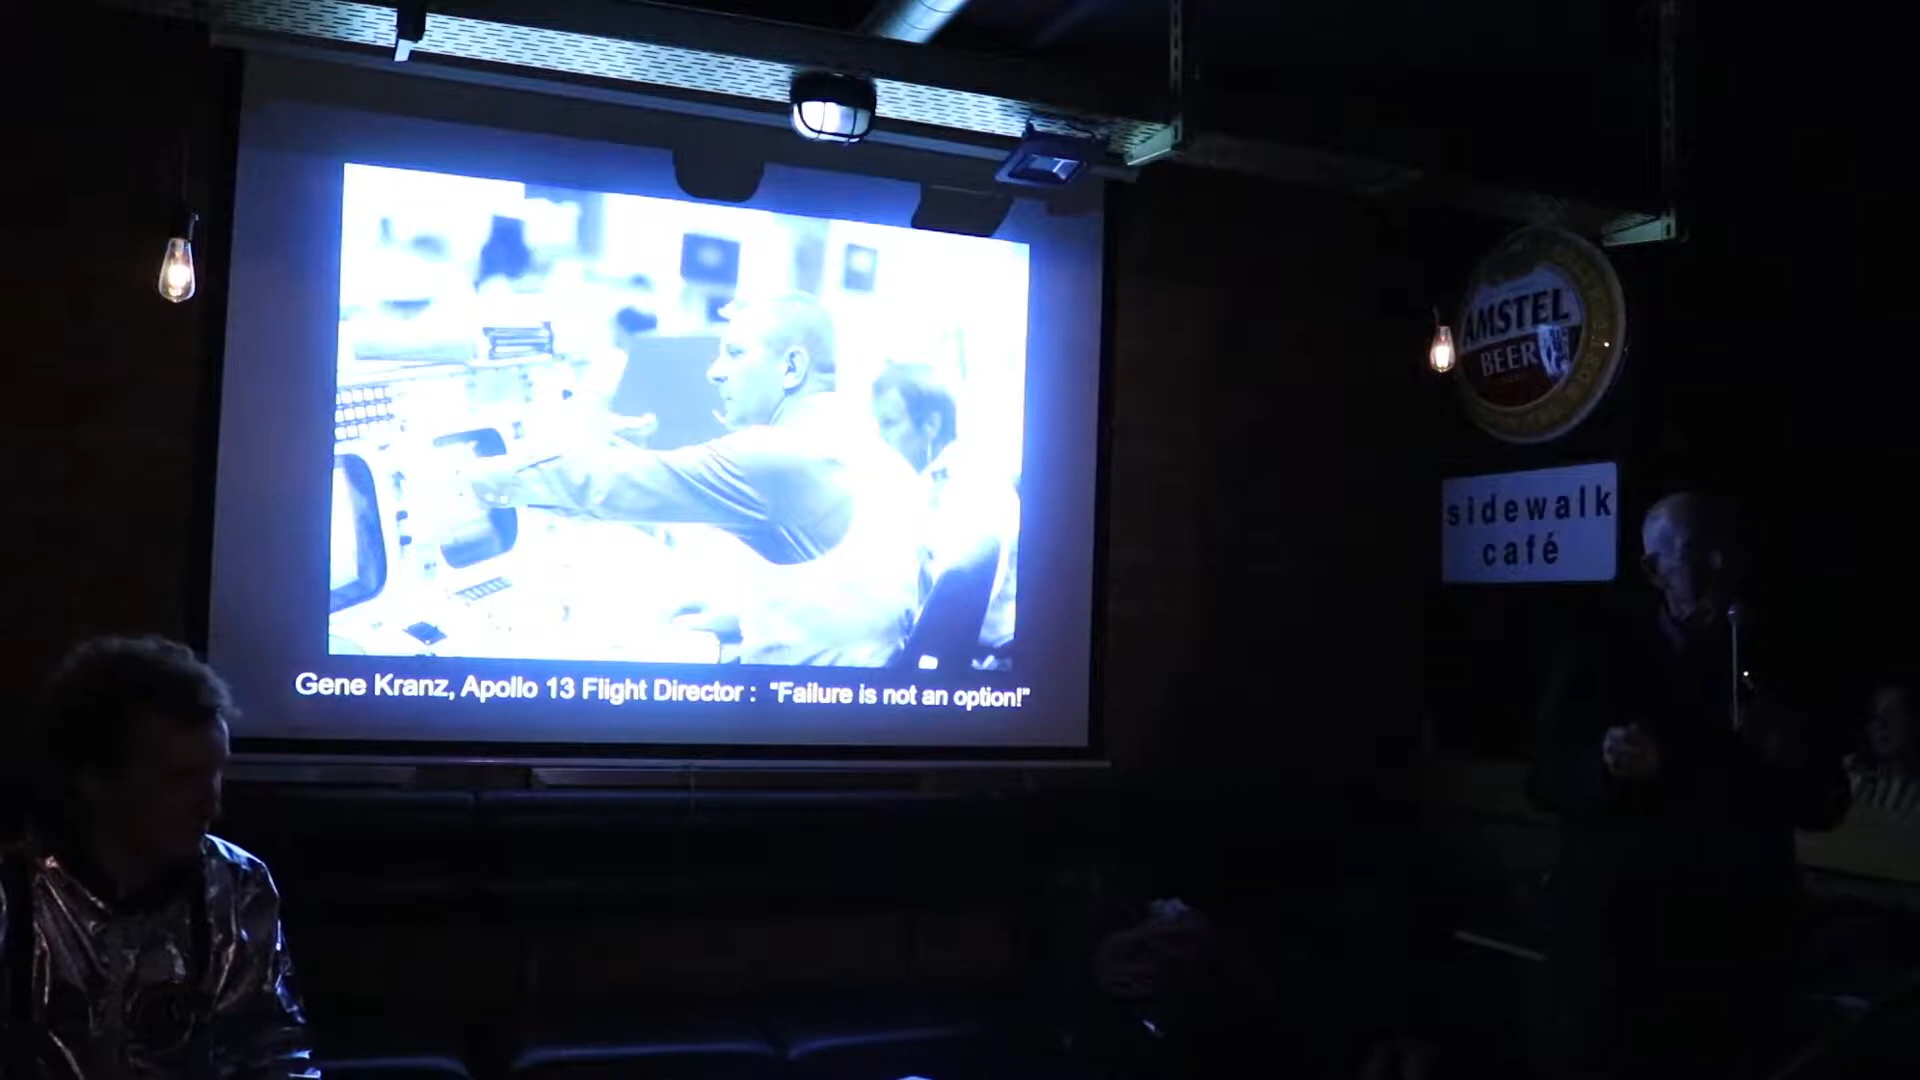 Gene Kranz, Apollo 13 Flight Director : "Failure is not an option!"
AMSTEL
BEER
sidewalk
café